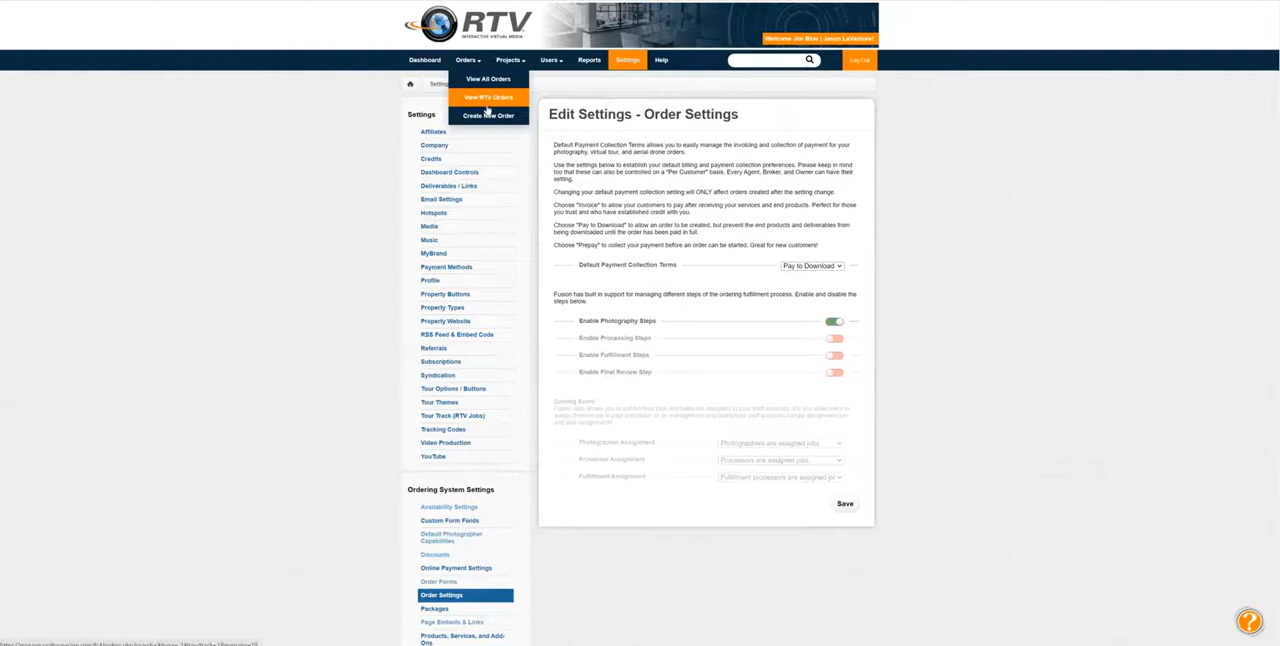 RTV
INTERACTIVE VIRTUAL MEDIA
Welcome Jim Blue | Jason LaVenture!
Dashboard Orders Projects Users Reports Settings Help Log Out
View All Orders
View RTV Orders
Create New Order
Settings
Affiliates
Company
Credits
Dashboard Controls
Deliverables / Links
Email Settings
Hotspots
Media
Music
MyBrand
Payment Methods
Profile
Property Buttons
Property Types
Property Website
RSS Feed & Embed Code
Referrals
Subscriptions
Syndication
Tour Options / Buttons
Tour Themes
Tour Track (RTV Jobs)
Tracking Codes
Video Production
YouTube
Ordering System Settings
Availability Settings
Custom Form Fields
Default Photographer
Capabilities
Discounts
Online Payment Settings
Order Forms
Order Settings
Packages
Page Embeds & Links
Products, Services, and Add-
Ons
Edit Settings - Order Settings
Default Payment Collection Terms allows you to easily manage the invoicing and collection of payment for your
photography, virtual tour, and aerial drone orders.
Use the settings below to establish your default billing and payment collection preferences. Please keep in mind
too that these can also be controlled on a "Per Customer" basis. Every Agent, Broker, and Owner can have their
setting.
Changing your default payment collection setting will ONLY affect orders created after the setting change.
Choose "Invoice" to allow your customers to pay after receiving your services and end products. Perfect for those
you trust and who have established credit with you.
Choose "Pay to Download" to allow an order to be created, but prevent the end products and deliverables from
being downloaded until the order has been paid in full.
Choose "Prepay" to collect your payment before an order can be started. Great for new customers!
Default Payment Collection Terms Pay to Download
Fusion has built in support for managing different steps of the ordering fulfillment process. Enable and disable the
steps below.
Enable Photography Steps
Enable Processing Steps
Enable Fulfillment Steps
Enable Final Review Step
Coming Soon!
Photographer Assignment Photographers are assigned jobs.
Processor Assignment Processors are assigned jobs.
Fulfillment Assignment Fulfillment processors are assigned jo
Save
?